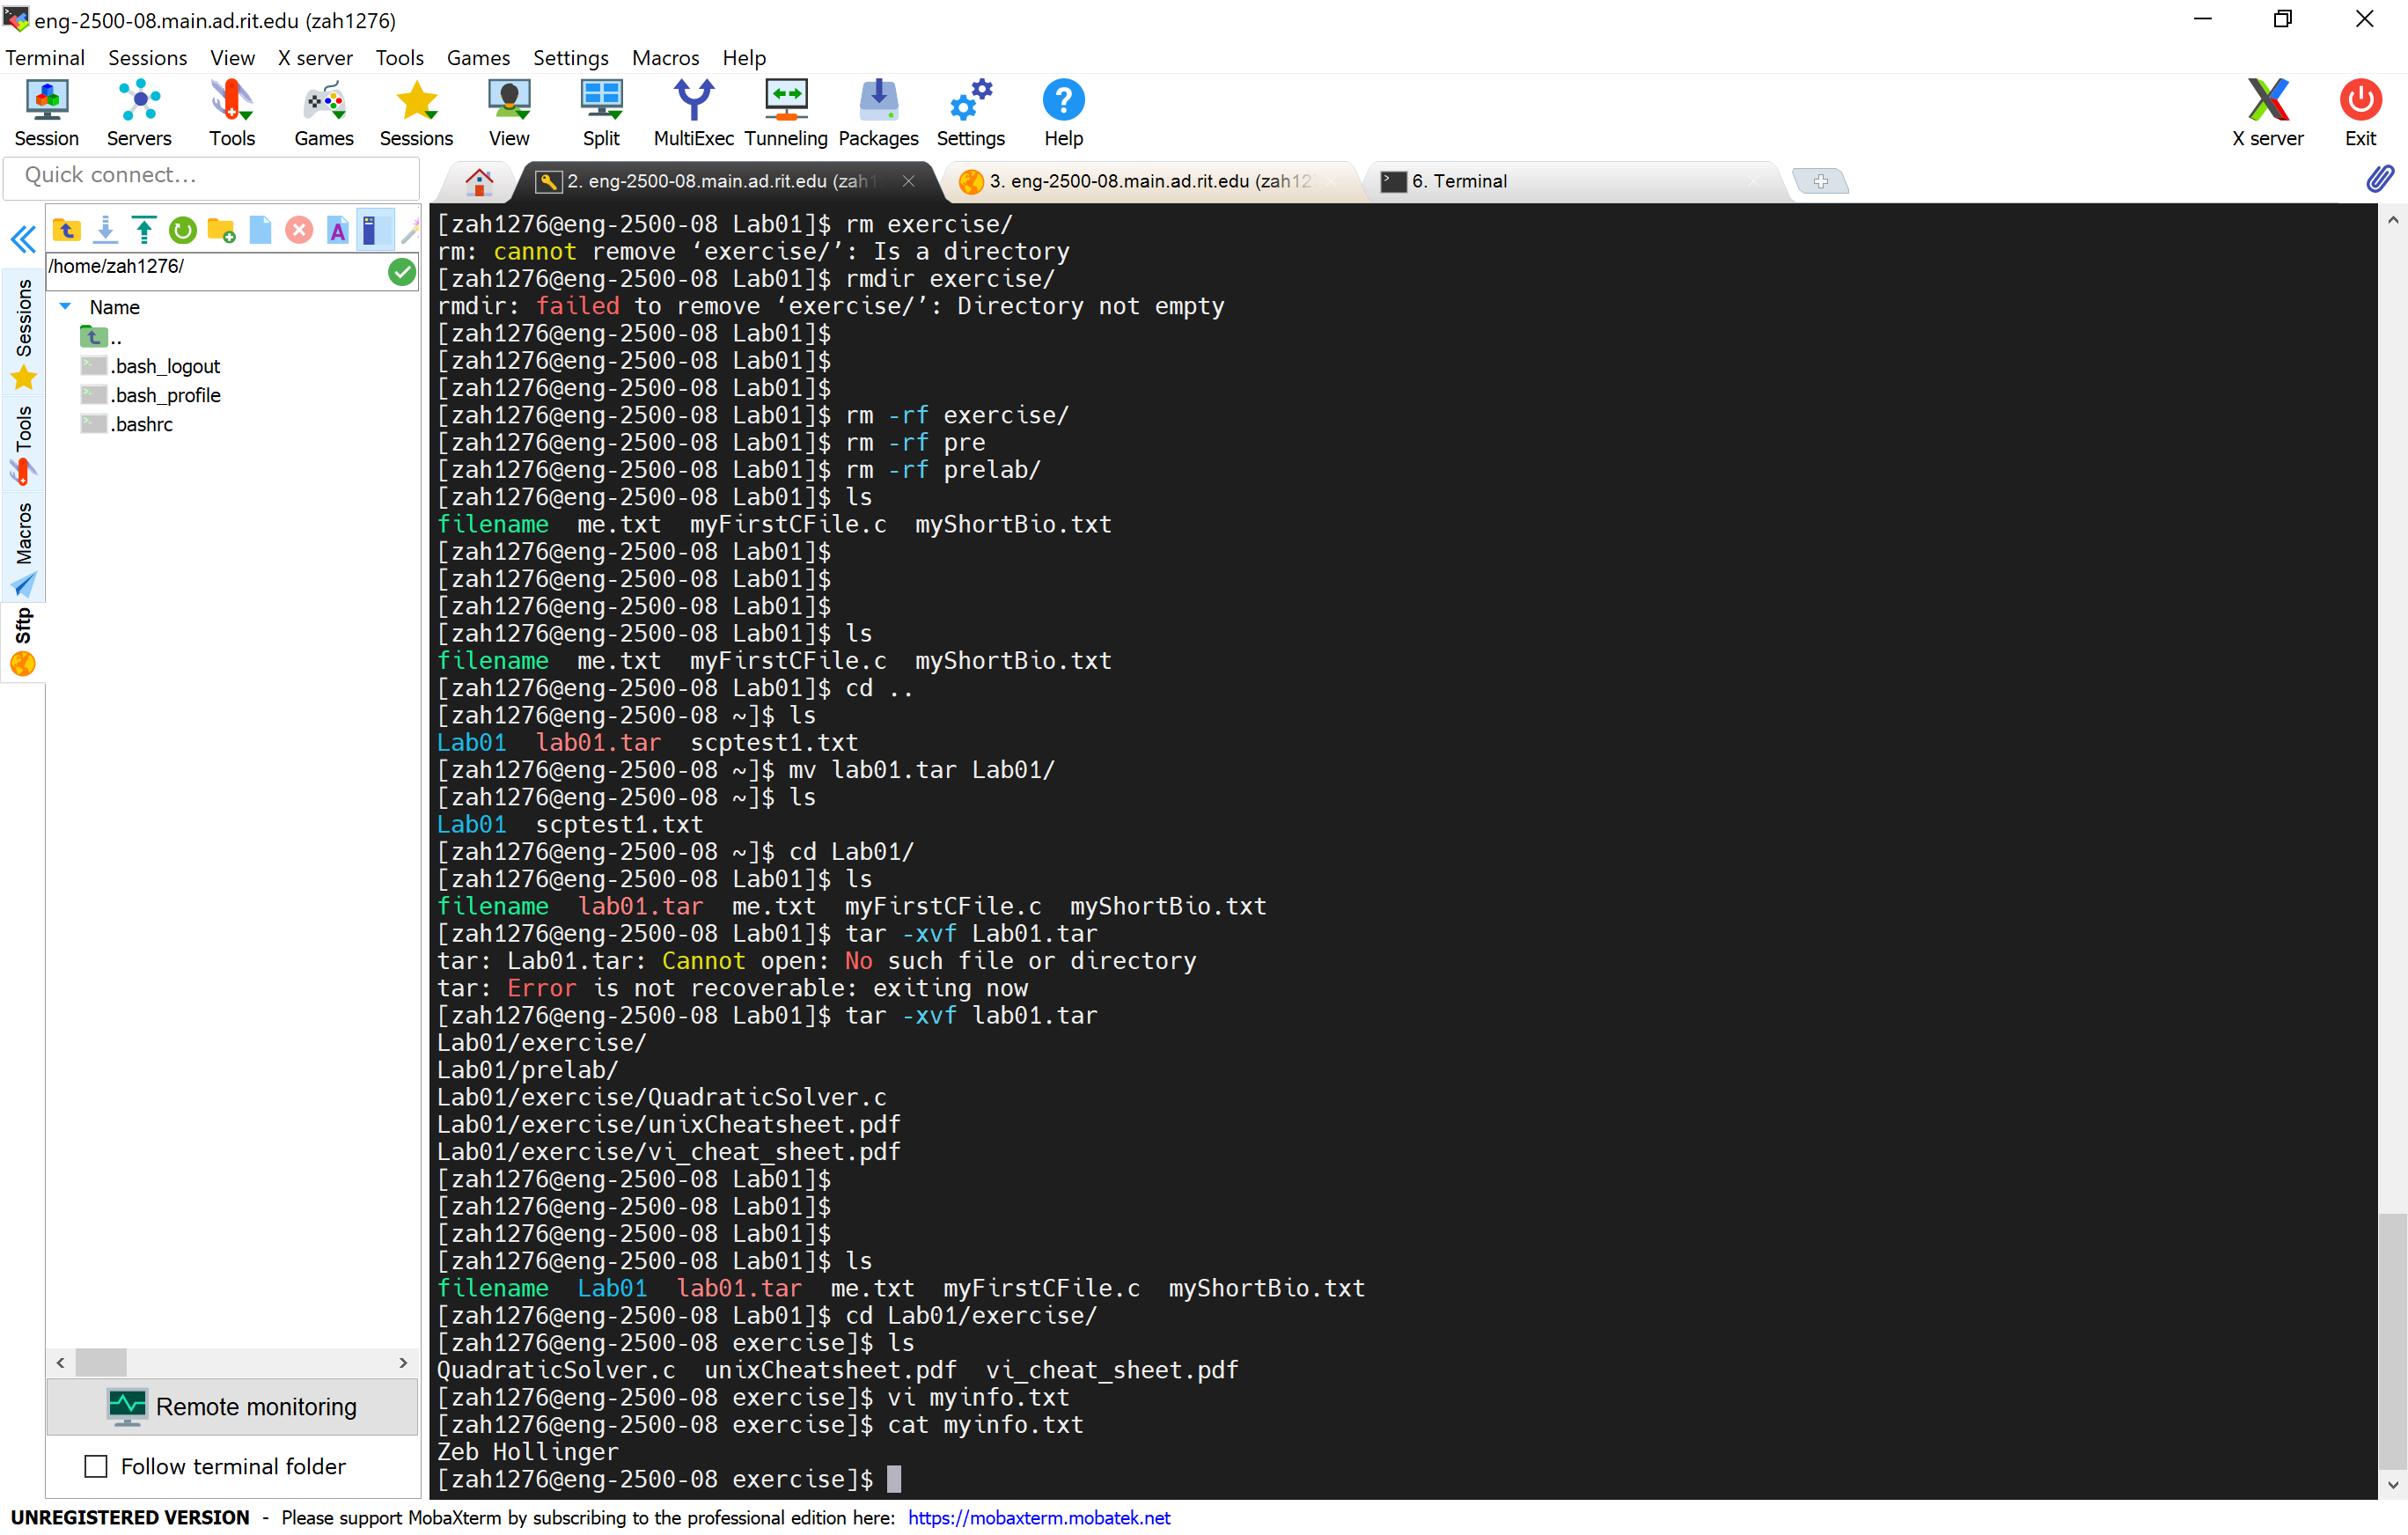 eng-2500-08.main.ad.rit.edu (zah1276)
Terminal Sessions View X server Tools Games Settings Macros Help
Session Servers Tools Games Sessions View Split MultiExec Tunneling Packages Settings Help X server Exit
Quick connect...
2. eng-2500-08.main.ad.rit.edu (zah1
3. eng-2500-08.main.ad.rit.edu (zah12
6. Terminal
/home/zah1276/
Name
..
.bash_logout
.bash_profile
.bashrc
Sessions
Tools
Macros
Sftp
Remote monitoring
Follow terminal folder
[zah1276@eng-2500-08 Lab01]$ rm exercise/
rm: cannot remove ‘exercise/’: Is a directory
[zah1276@eng-2500-08 Lab01]$ rmdir exercise/
rmdir: failed to remove ‘exercise/’: Directory not empty
[zah1276@eng-2500-08 Lab01]$
[zah1276@eng-2500-08 Lab01]$
[zah1276@eng-2500-08 Lab01]$
[zah1276@eng-2500-08 Lab01]$ rm -rf exercise/
[zah1276@eng-2500-08 Lab01]$ rm -rf pre
[zah1276@eng-2500-08 Lab01]$ rm -rf prelab/
[zah1276@eng-2500-08 Lab01]$ ls
filename  me.txt  myFirstCFile.c  myShortBio.txt
[zah1276@eng-2500-08 Lab01]$
[zah1276@eng-2500-08 Lab01]$
[zah1276@eng-2500-08 Lab01]$
[zah1276@eng-2500-08 Lab01]$ ls
filename  me.txt  myFirstCFile.c  myShortBio.txt
[zah1276@eng-2500-08 Lab01]$ cd ..
[zah1276@eng-2500-08 ~]$ ls
Lab01  lab01.tar  scptest1.txt
[zah1276@eng-2500-08 ~]$ mv lab01.tar Lab01/
[zah1276@eng-2500-08 ~]$ ls
Lab01  scptest1.txt
[zah1276@eng-2500-08 ~]$ cd Lab01/
[zah1276@eng-2500-08 Lab01]$ ls
filename  lab01.tar  me.txt  myFirstCFile.c  myShortBio.txt
[zah1276@eng-2500-08 Lab01]$ tar -xvf Lab01.tar
tar: Lab01.tar: Cannot open: No such file or directory
tar: Error is not recoverable: exiting now
[zah1276@eng-2500-08 Lab01]$ tar -xvf lab01.tar
Lab01/exercise/
Lab01/prelab/
Lab01/exercise/QuadraticSolver.c
Lab01/exercise/unixCheatsheet.pdf
Lab01/exercise/vi_cheat_sheet.pdf
[zah1276@eng-2500-08 Lab01]$
[zah1276@eng-2500-08 Lab01]$
[zah1276@eng-2500-08 Lab01]$
[zah1276@eng-2500-08 Lab01]$ ls
filename  Lab01  lab01.tar  me.txt  myFirstCFile.c  myShortBio.txt
[zah1276@eng-2500-08 Lab01]$ cd Lab01/exercise/
[zah1276@eng-2500-08 exercise]$ ls
QuadraticSolver.c  unixCheatsheet.pdf  vi_cheat_sheet.pdf
[zah1276@eng-2500-08 exercise]$ vi myinfo.txt
[zah1276@eng-2500-08 exercise]$ cat myinfo.txt
Zeb Hollinger
[zah1276@eng-2500-08 exercise]$
UNREGISTERED VERSION - Please support MobaXterm by subscribing to the professional edition here: https://mobaxterm.mobatek.net